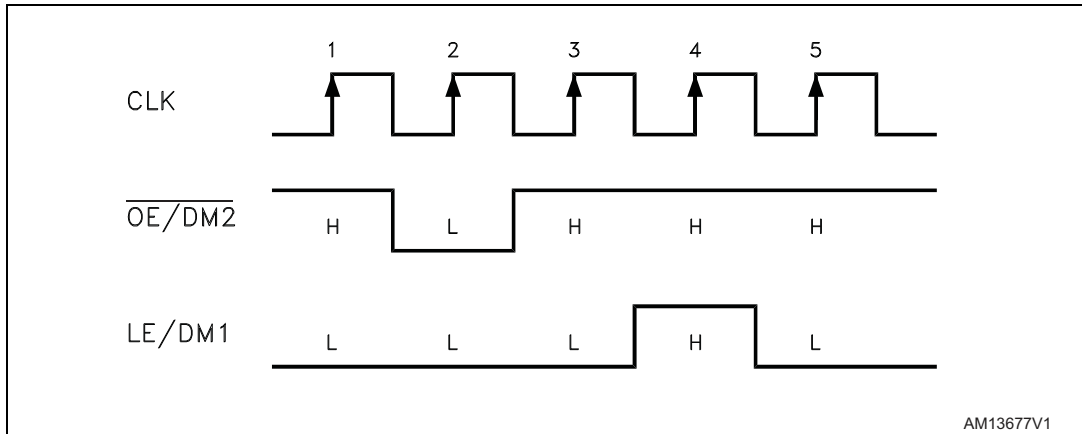 1 2 3 4 5
CLK
OE/DM2
H L H H H
LE/DM1
L L L H L
AM13677V1